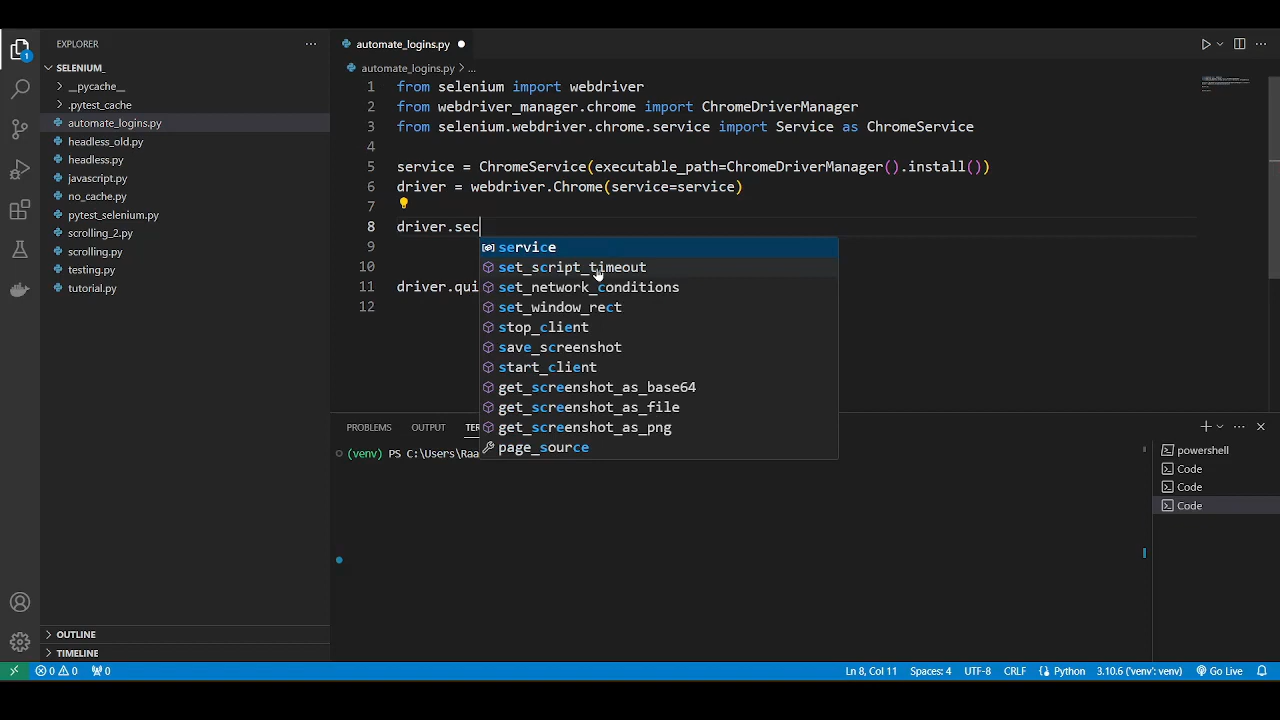 EXPLORER
SELENIUM_
__pycache__
.pytest_cache
automate_logins.py
headless_old.py
headless.py
javascript.py
no_cache.py
pytest_selenium.py
scrolling_2.py
scrolling.py
testing.py
tutorial.py
OUTLINE
TIMELINE
1
automate_logins.py
automate_logins.py > ...
1 from selenium import webdriver
2 from webdriver_manager.chrome import ChromeDriverManager
3 from selenium.webdriver.chrome.service import Service as ChromeService
4
5 service = ChromeService(executable_path=ChromeDriverManager().install())
6 driver = webdriver.Chrome(service=service)
7
8 driver.sec
9
10
11 driver.qui
12
service
set_script_timeout
set_network_conditions
set_window_rect
stop_client
save_screenshot
start_client
get_screenshot_as_base64
get_screenshot_as_file
get_screenshot_as_png
page_source
PROBLEMS OUTPUT TER
(venv) PS C:\Users\Raa
powershell
Code
Code
Code
0 0 0 Ln 8, Col 11 Spaces: 4 UTF-8 CRLF Python 3.10.6 ('venv': venv) Go Live